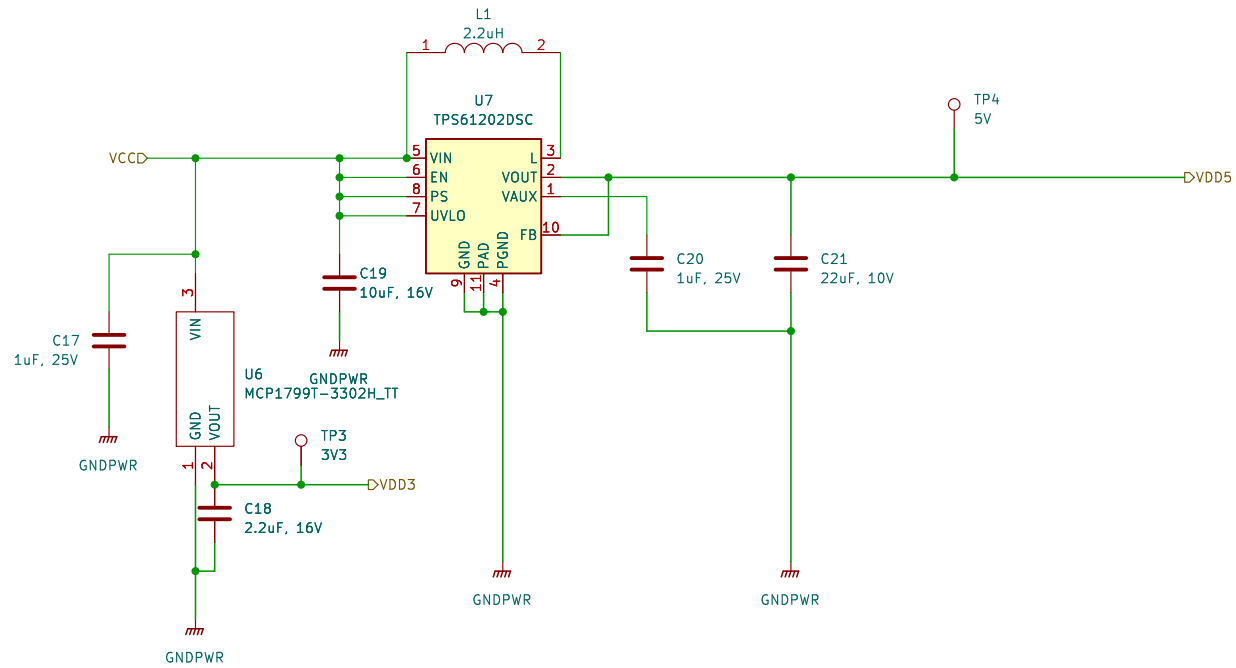 L1
2.2uH
1
2
U7
TPS61202DSC
TP4
5V
VCC
5
VIN
L
3
6
EN
VOUT
2
VDD5
8
PS
VAUX
1
7
UVLO
FB
10
GND
PAD
PGND
9
11
4
C19
10uF, 16V
GNDPWR
C20
1uF, 25V
C21
22uF, 10V
3
VIN
C17
1uF, 25V
U6
MCP1799T-3302H_TT
GND
VOUT
1
2
GNDPWR
TP3
3V3
VDD3
C18
2.2uF, 16V
GNDPWR
GNDPWR
GNDPWR